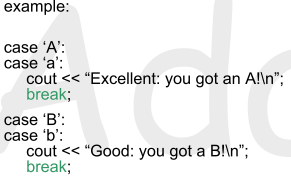 example:
case ‘A’:
case ‘a’:
cout << “Excellent: you got an A!\n”;
break;
case ‘B’:
case ‘b’:
cout << “Good: you got a B!\n”;
break;